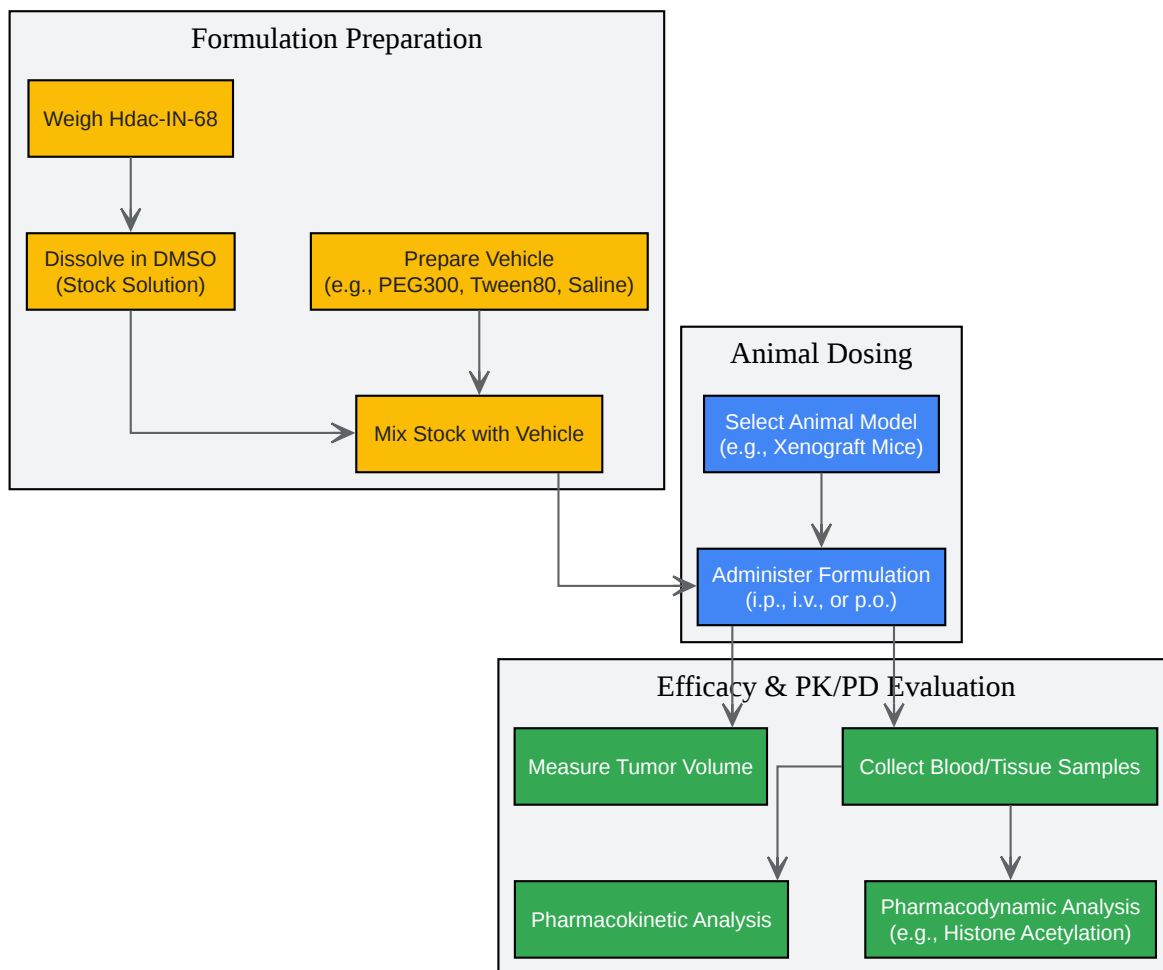 Formulation Preparation
Weigh Hdac-IN-68
Dissolve in DMSO
(Stock Solution)
Prepare Vehicle
(e.g., PEG300, Tween80, Saline)
Mix Stock with Vehicle
Animal Dosing
Select Animal Model
(e.g., Xenograft Mice)
Administer Formulation
(i.p., i.v., or p.o.)
Efficacy & PK/PD Evaluation
Measure Tumor Volume
Collect Blood/Tissue Samples
Pharmacokinetic Analysis
Pharmacodynamic Analysis
(e.g., Histone Acetylation)